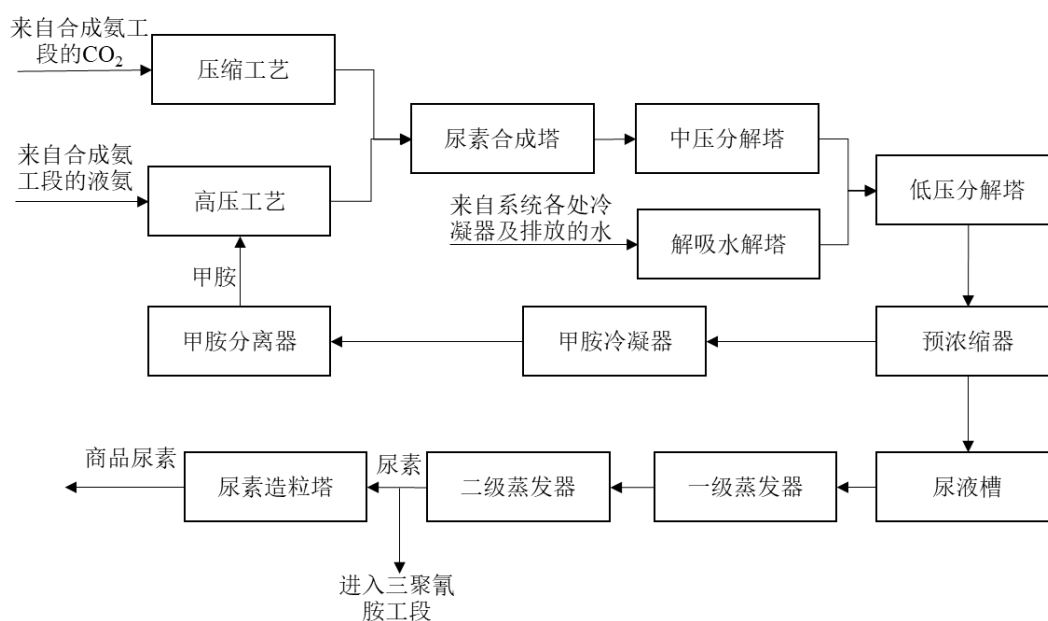 来自合成氨工
段的CO₂
压缩工艺
尿素合成塔
中压分解塔
来自合成氨
工段的液氨
高压工艺
低压分解塔
来自系统各处冷
凝器及排放的水
解吸水解塔
甲胺
甲胺分离器
甲胺冷凝器
预浓缩器
商品尿素
尿素造粒塔
尿素
二级蒸发器
一级蒸发器
尿液槽
进入三聚氰
胺工段